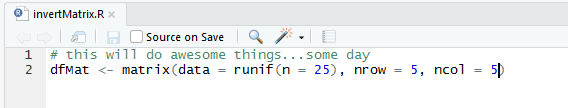 invertMatrix.R
Source on Save
1 # this will do awesome things...some day
2 dfMat <- matrix(data = runif(n = 25), nrow = 5, ncol = 5)